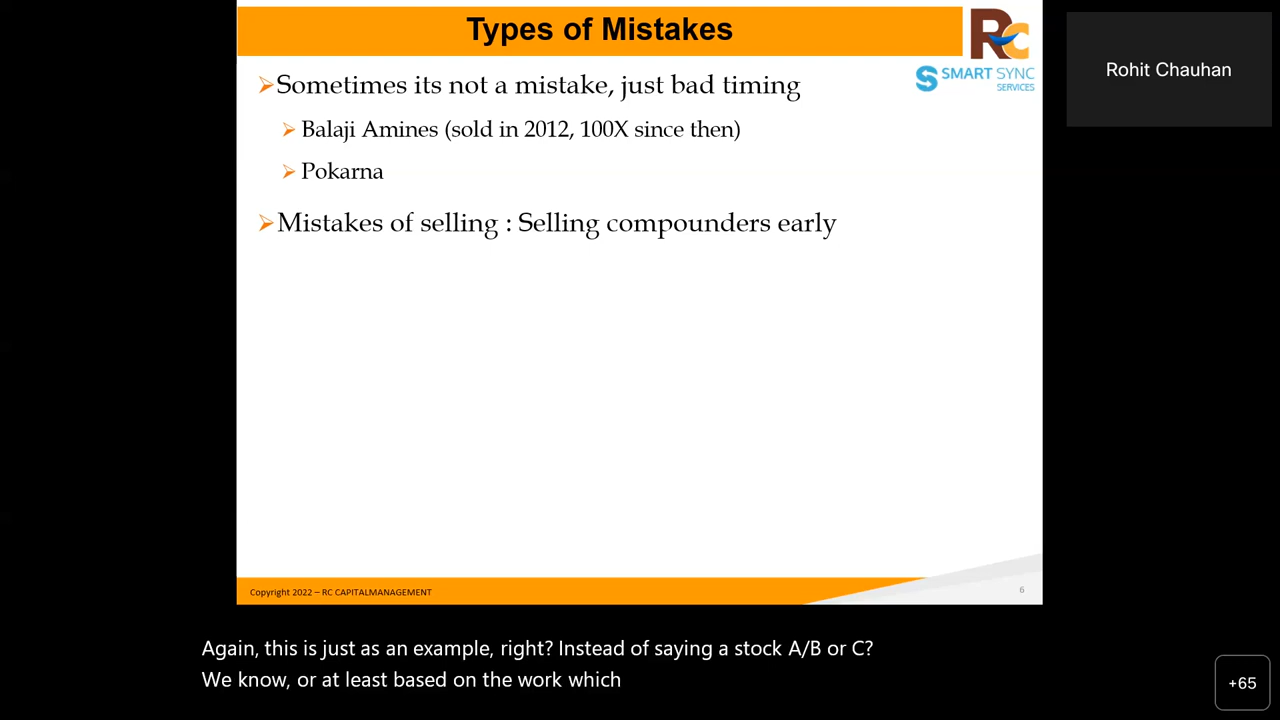 Types of Mistakes
Rc
SMART SYNC
SERVICES
Rohit Chauhan
Sometimes its not a mistake, just bad timing
Balaji Amines (sold in 2012, 100X since then)
Pokarna
Mistakes of selling : Selling compounders early
Copyright 2022 – RC CAPITALMANAGEMENT
6
Again, this is just as an example, right? Instead of saying a stock A/B or C?
We know, or at least based on the work which
+65